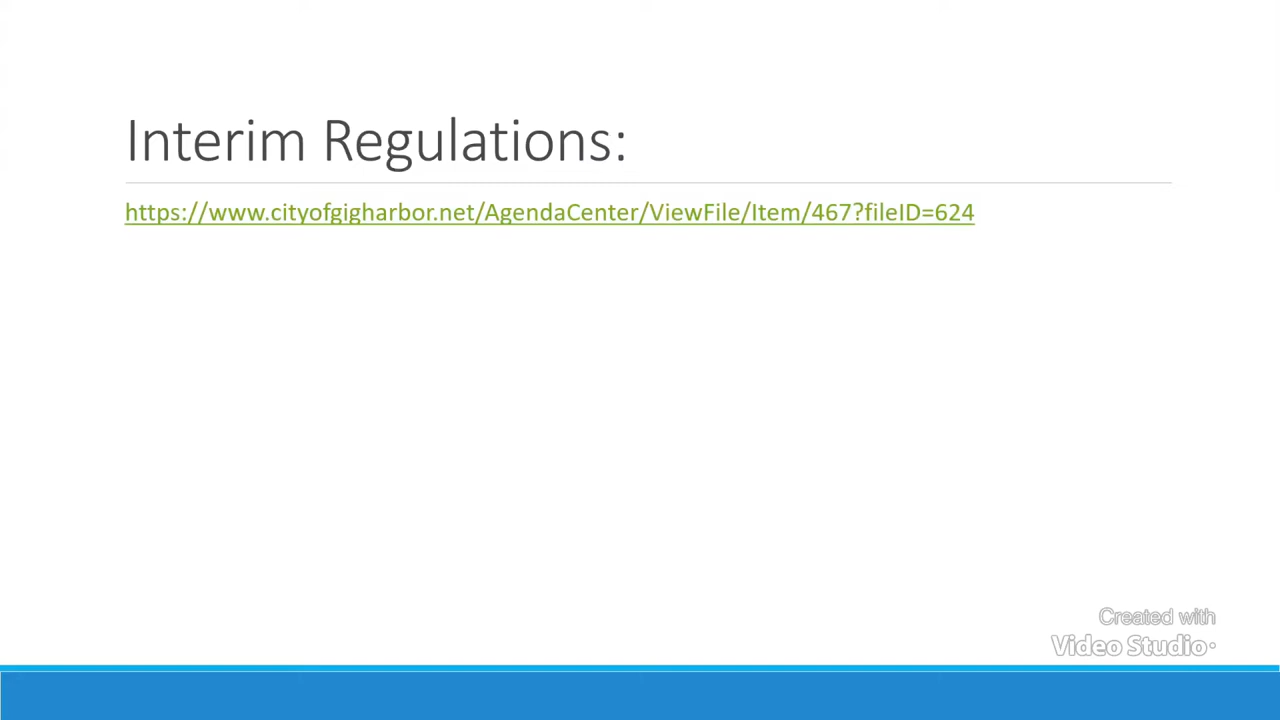 Interim Regulations:
https://www.cityofgigharbor.net/AgendaCenter/ViewFile/Item/467?fileID=624
Created with
Video Studio